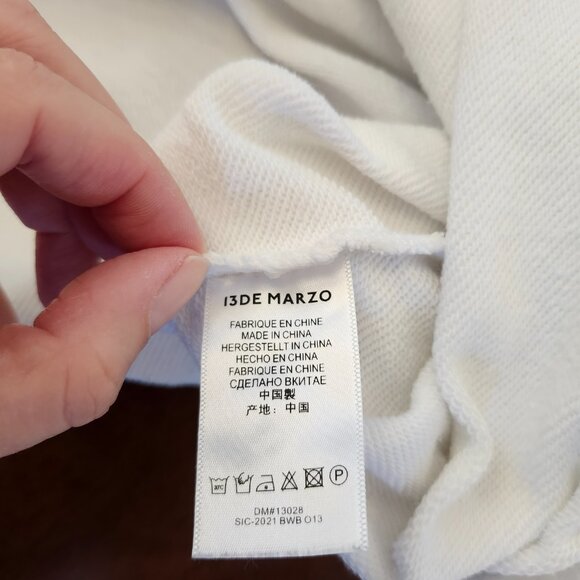 13DE MARZO
FABRIQUE EN CHINE
MADE IN CHINA
HERGESTELLT IN CHINA
HECHO EN CHINA
FABRIQUE EN CHINE
СДЕЛАНО ВКИТАЕ
中国製
产地：中国
30°C
P
DM#13028
SIC-2021 BWB O13